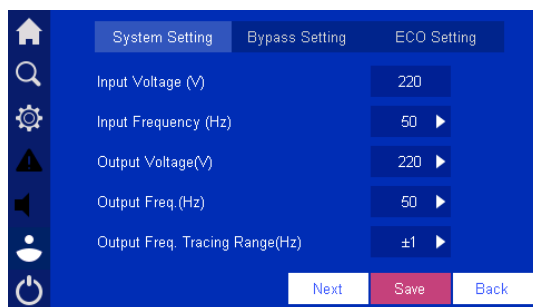 System Setting Bypass Setting ECO Setting
Input Voltage (V) 220
Input Frequency (Hz) 50
Output Voltage(V) 220
Output Freq.(Hz) 50
Output Freq. Tracing Range(Hz) ±1
Next Save Back